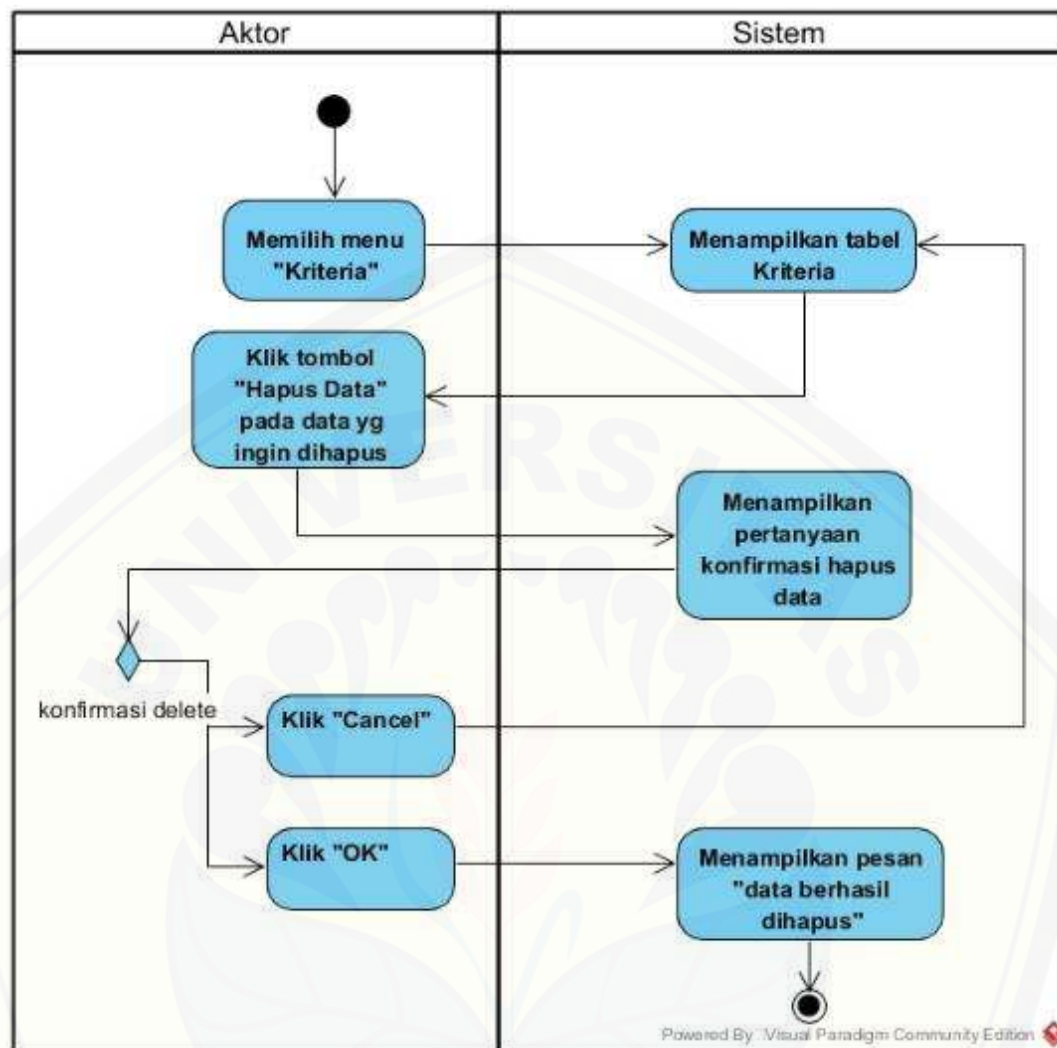 Aktor
Sistem
Memilih menu
"Kriteria"
Menampilkan tabel
Kriteria
Klik tombol
"Hapus Data"
pada data yg
ingin dihapus
Menampilkan
pertanyaan
konfirmasi hapus
data
konfirmasi delete
Klik "Cancel"
Klik "OK"
Menampilkan pesan
"data berhasil
dihapus"
UNIVERSITAS
Powered By Visual Paradigm Community Edition